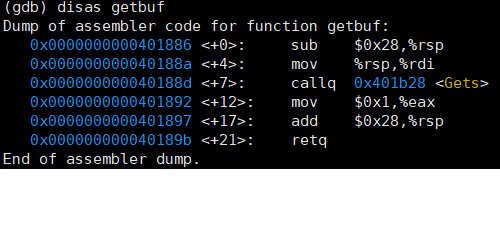 (gdb) disas getbuf
Dump of assembler code for function getbuf:
   0x0000000000401886 <+0>:     sub    $0x28,%rsp
   0x000000000040188a <+4>:     mov    %rsp,%rdi
   0x000000000040188d <+7>:     callq  0x401b28 <Gets>
   0x0000000000401892 <+12>:    mov    $0x1,%eax
   0x0000000000401897 <+17>:    add    $0x28,%rsp
   0x000000000040189b <+21>:    retq
End of assembler dump.